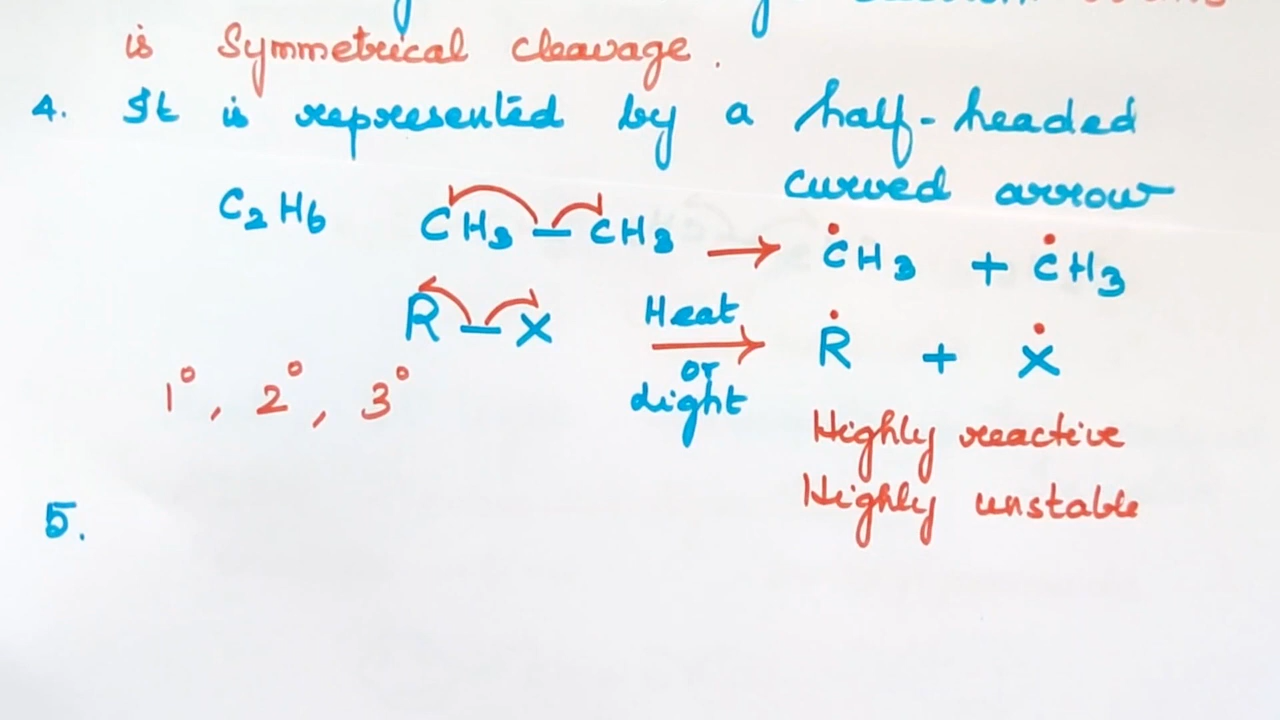 is Symmetrical cleavage.
4. It is represented by a half-headed
curved arrow
C₂H₆ CH₃ – CH₃ → ĊH₃ + ĊH₃
R – X Heat or Light → Ṙ + Ẋ
1°, 2°, 3°
Highly reactive
Highly unstable
5.